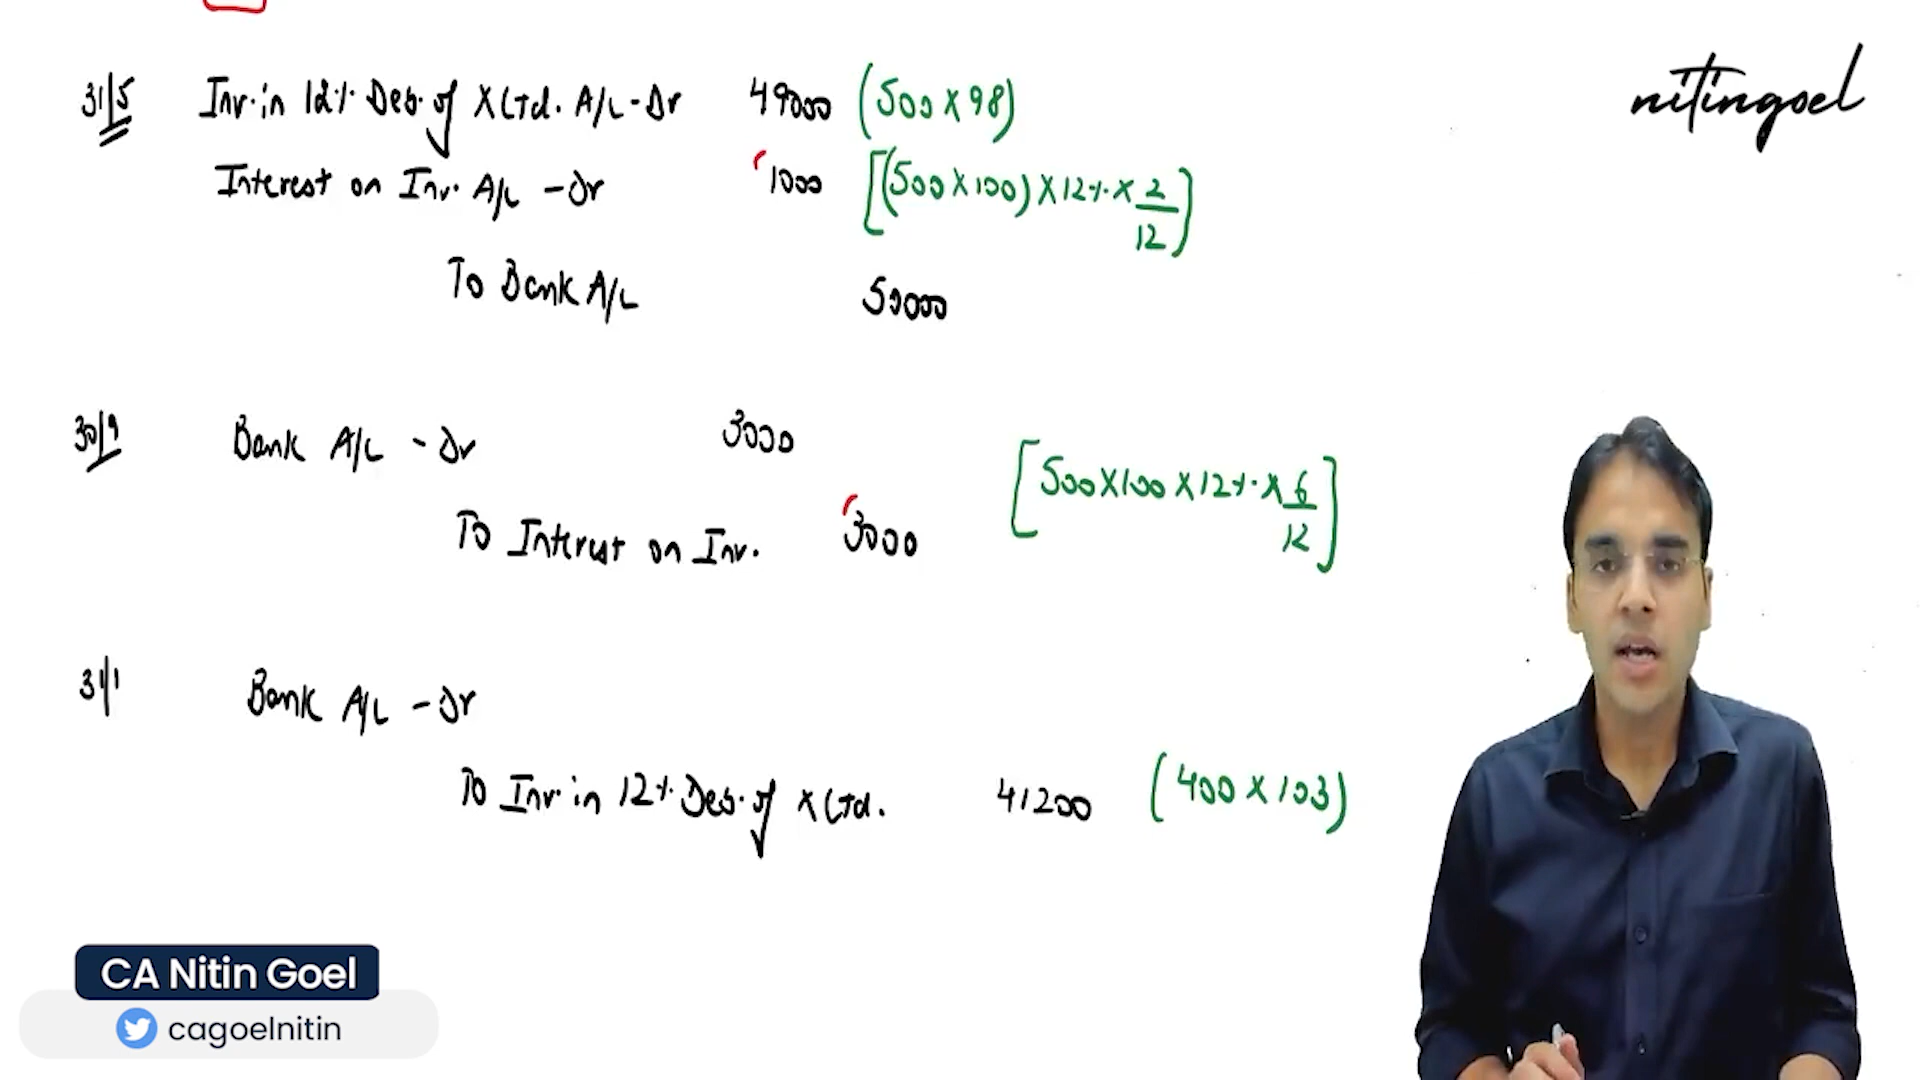 nitingoel
31/5 Inv. in 12% Deb. of X Ltd. A/c - Dr 49000 (500 X 98)
Interest on Inv. A/c - Dr 1000 [(500 X 100) X 12% X 2/12]
To Bank A/c 50000
30/9 Bank A/c - Dr 3000
[500 X 100 X 12% X 6/12]
To Interest on Inv. 3000
31/1 Bank A/c - Dr
To Inv. in 12% Deb. of X Ltd. 41200 (400 X 103)
CA Nitin Goel
cagoelnitin